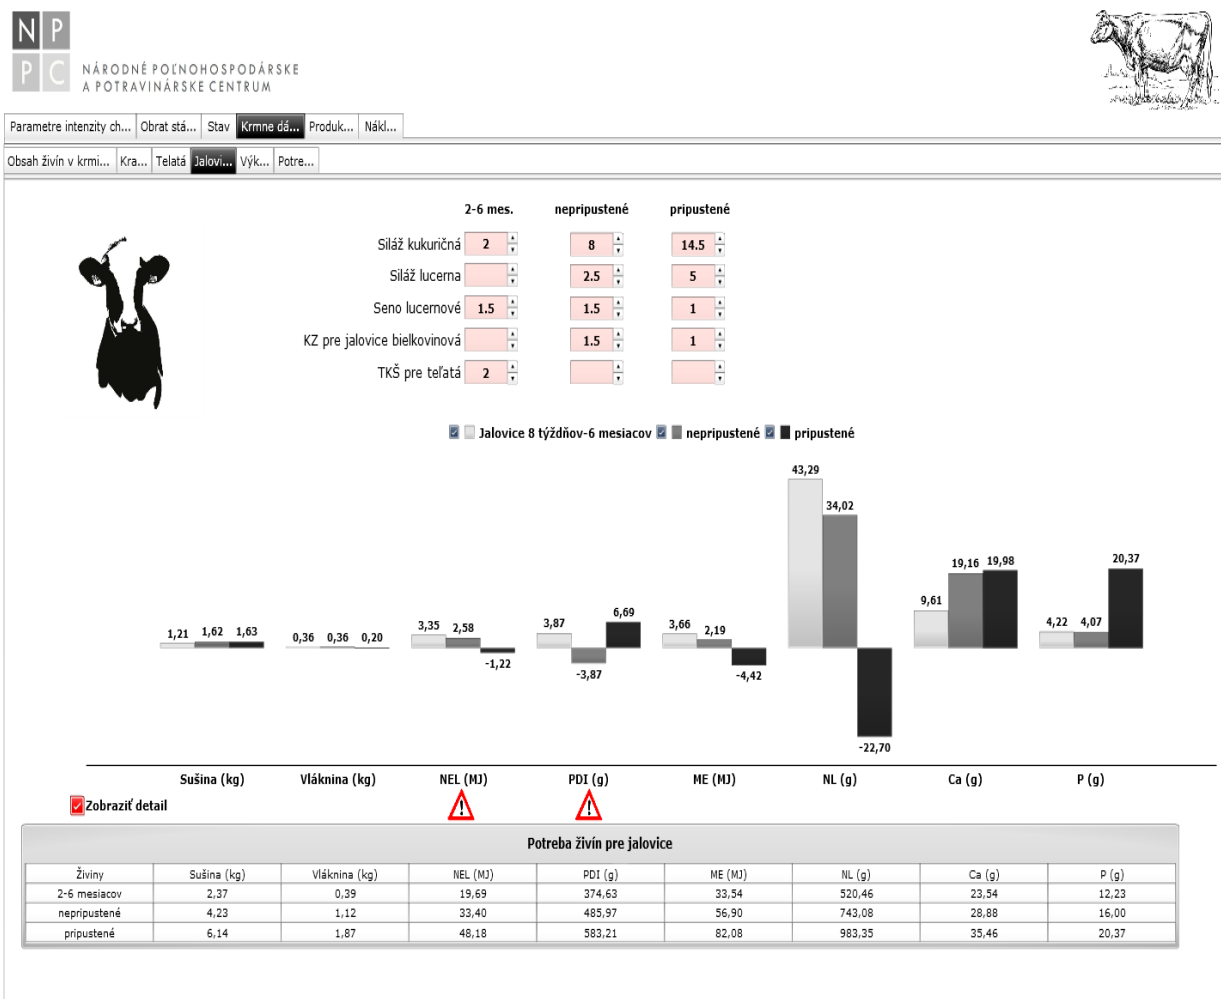 N P
P C
NÁRODNÉ POĽNOHOSPODÁRSKE
A POTRAVINÁRSKE CENTRUM
Parametre intenzity ch... Obrat stá... Stav Krmne dá... Produk... Nákl...
Obsah živín v krmi... Kra... Telatá Jalovi... Výk... Potre...
2-6 mes. nepripustené pripustené
Siláž kukuričná 2 8 14.5
Siláž lucerna 2.5 5
Seno lucernové 1.5 1.5 1
KZ pre jalovice bielkovinová 1.5 1
TKŠ pre teľatá 2
Jalovice 8 týždňov-6 mesiacov nepripustené pripustené
43,29
34,02
19,16 19,98 20,37
9,61
1,21 1,62 1,63 0,36 0,36 0,20 3,35 2,58 3,87 6,69 3,66 2,19 4,22 4,07
-1,22 -3,87 -4,42
-22,70
Sušina (kg) Vláknina (kg) NEL (MJ) PDI (g) ME (MJ) NL (g) Ca (g) P (g)
Zobraziť detail
Potreba živín pre jalovice
Živiny Sušina (kg) Vláknina (kg) NEL (MJ) PDI (g) ME (MJ) NL (g) Ca (g) P (g)
2-6 mesiacov 2,37 0,39 19,69 374,63 33,54 520,46 23,54 12,23
nepripustené 4,23 1,12 33,40 485,97 56,90 743,08 28,88 16,00
pripustené 6,14 1,87 48,18 583,21 82,08 983,35 35,46 20,37